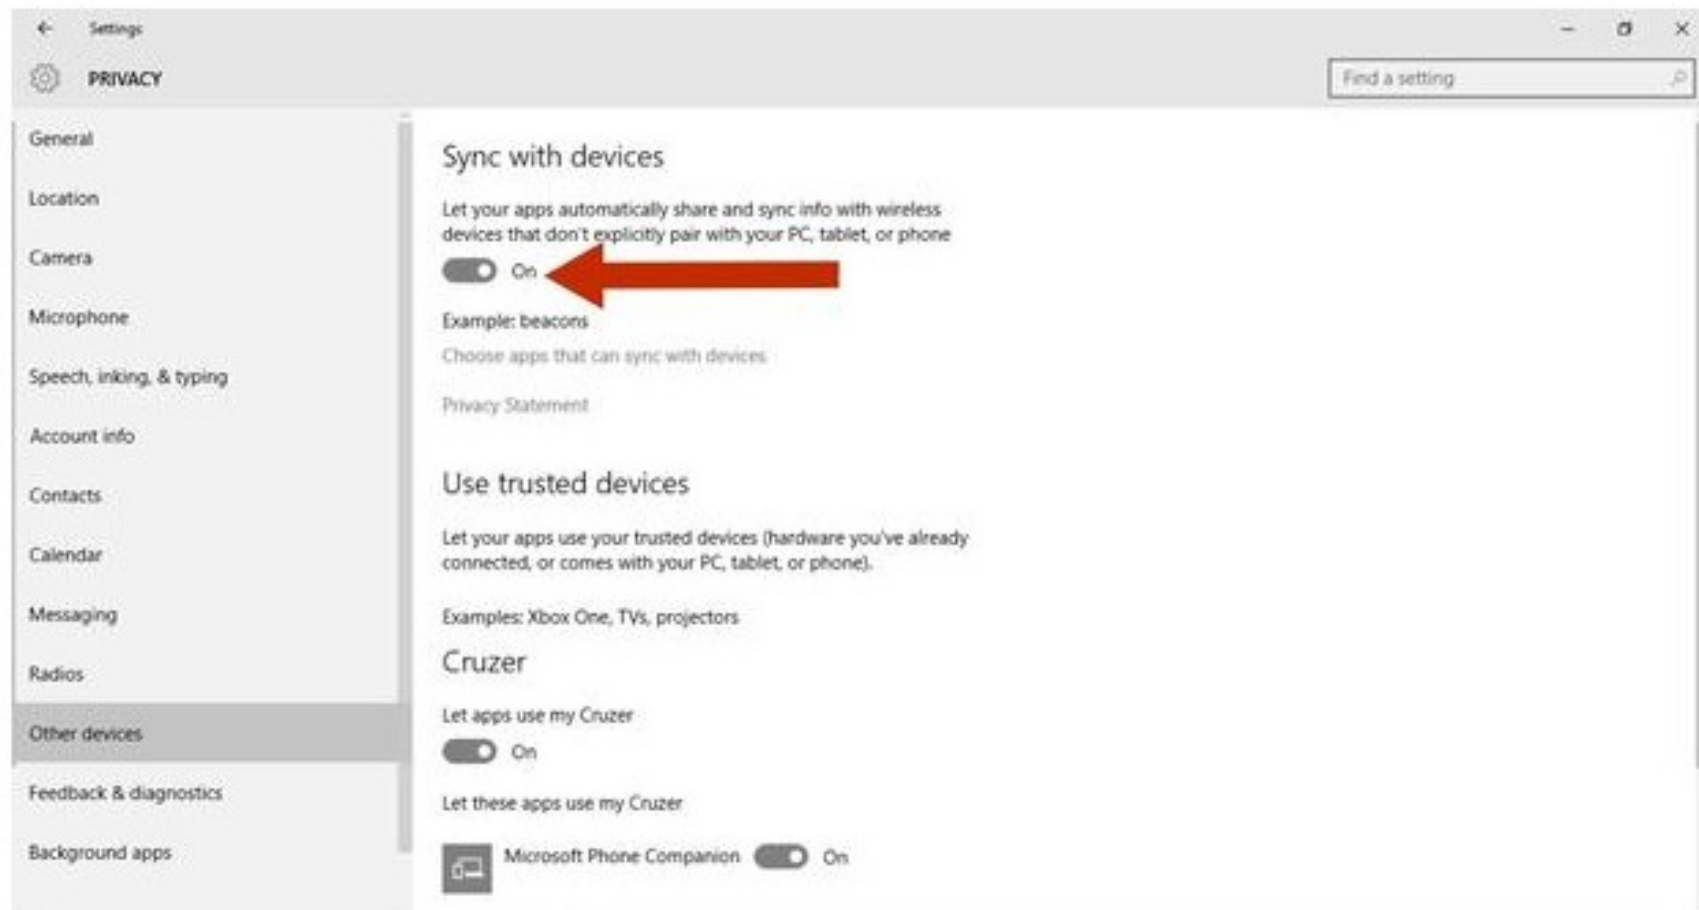 Settings
PRIVACY
Find a setting
General
Location
Camera
Microphone
Speech, inking, & typing
Account info
Contacts
Calendar
Messaging
Radios
Other devices
Feedback & diagnostics
Background apps
Sync with devices
Let your apps automatically share and sync info with wireless
devices that don't explicitly pair with your PC, tablet, or phone
On
Example: beacons
Choose apps that can sync with devices
Privacy Statement
Use trusted devices
Let your apps use your trusted devices (hardware you've already
connected, or comes with your PC, tablet, or phone).
Examples: Xbox One, TVs, projectors
Cruzer
Let apps use my Cruzer
On
Let these apps use my Cruzer
Microsoft Phone Companion On